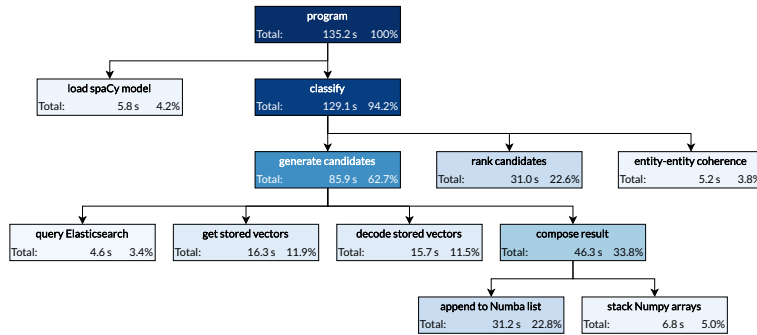 program
Total: 135.2 s 100%
load spaCy model
Total: 5.8 s 4.2%
classify
Total: 129.1 s 94.2%
generate candidates
Total: 85.9 s 62.7%
rank candidates
Total: 31.0 s 22.6%
entity-entity coherence
Total: 5.2 s 3.8%
query Elasticsearch
Total: 4.6 s 3.4%
get stored vectors
Total: 16.3 s 11.9%
decode stored vectors
Total: 15.7 s 11.5%
compose result
Total: 46.3 s 33.8%
append to Numba list
Total: 31.2 s 22.8%
stack Numpy arrays
Total: 6.8 s 5.0%